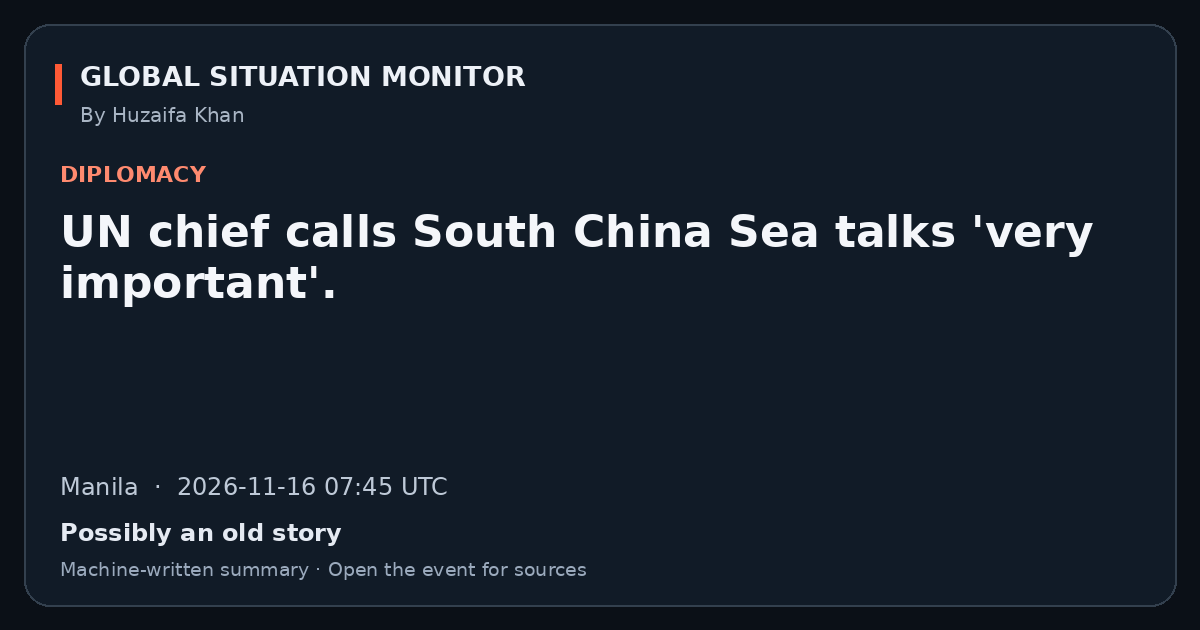 GLOBAL SITUATION MONITOR
By Huzaifa Khan
DIPLOMACY
UN chief calls South China Sea talks 'very
important'.
Manila · 2026-11-16 07:45 UTC
Possibly an old story
Machine-written summary · Open the event for sources